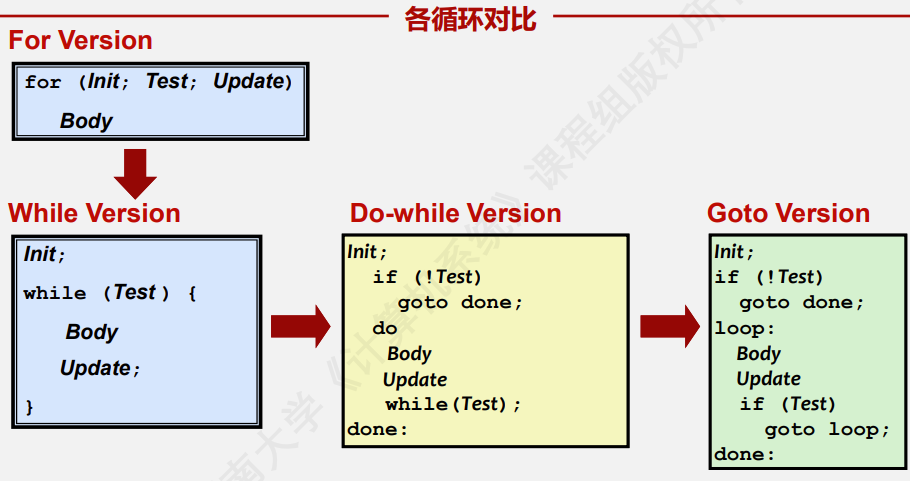 各循环对比
For Version
for (Init; Test; Update)
Body
While Version
Init;
while (Test ) {
Body
Update;
}
Do-while Version
Init;
if (!Test)
goto done;
do
Body
Update
while(Test);
done:
Goto Version
Init;
if (!Test)
goto done;
loop:
Body
Update
if (Test)
goto loop;
done:
南大学《计算机系统》课程组版权所有